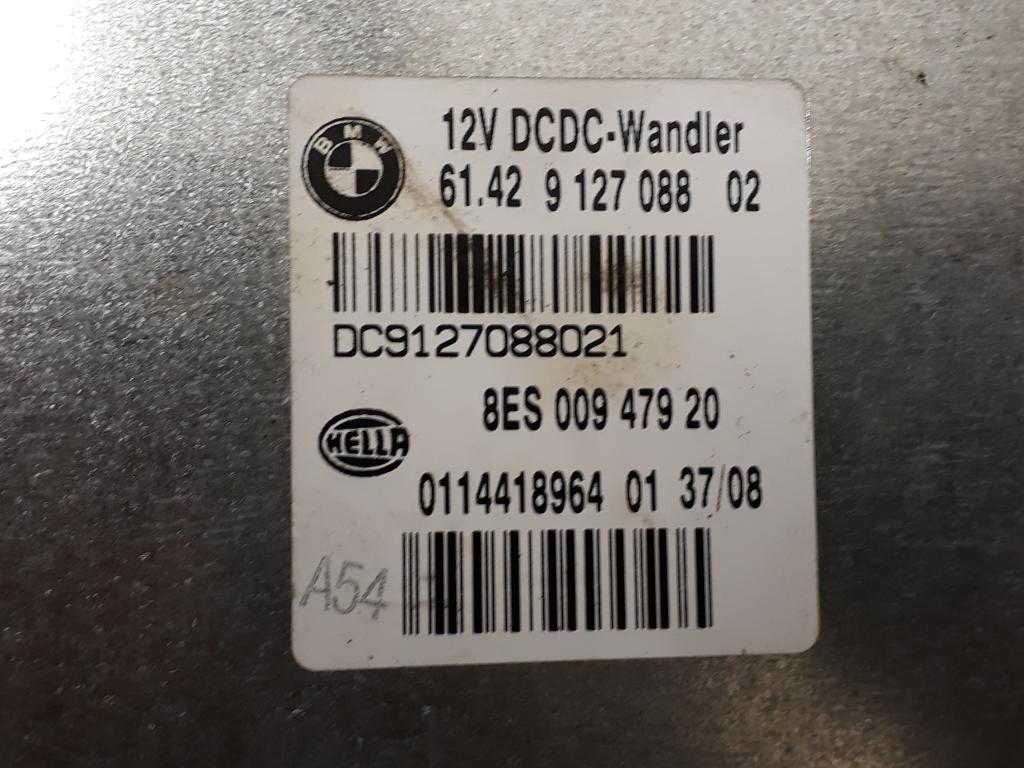 BMW
12V DCDC-Wandler
61.42 9 127 088 02
DC9127088021
8ES 009 479 20
HELLA
0114418964 01 37/08
A54